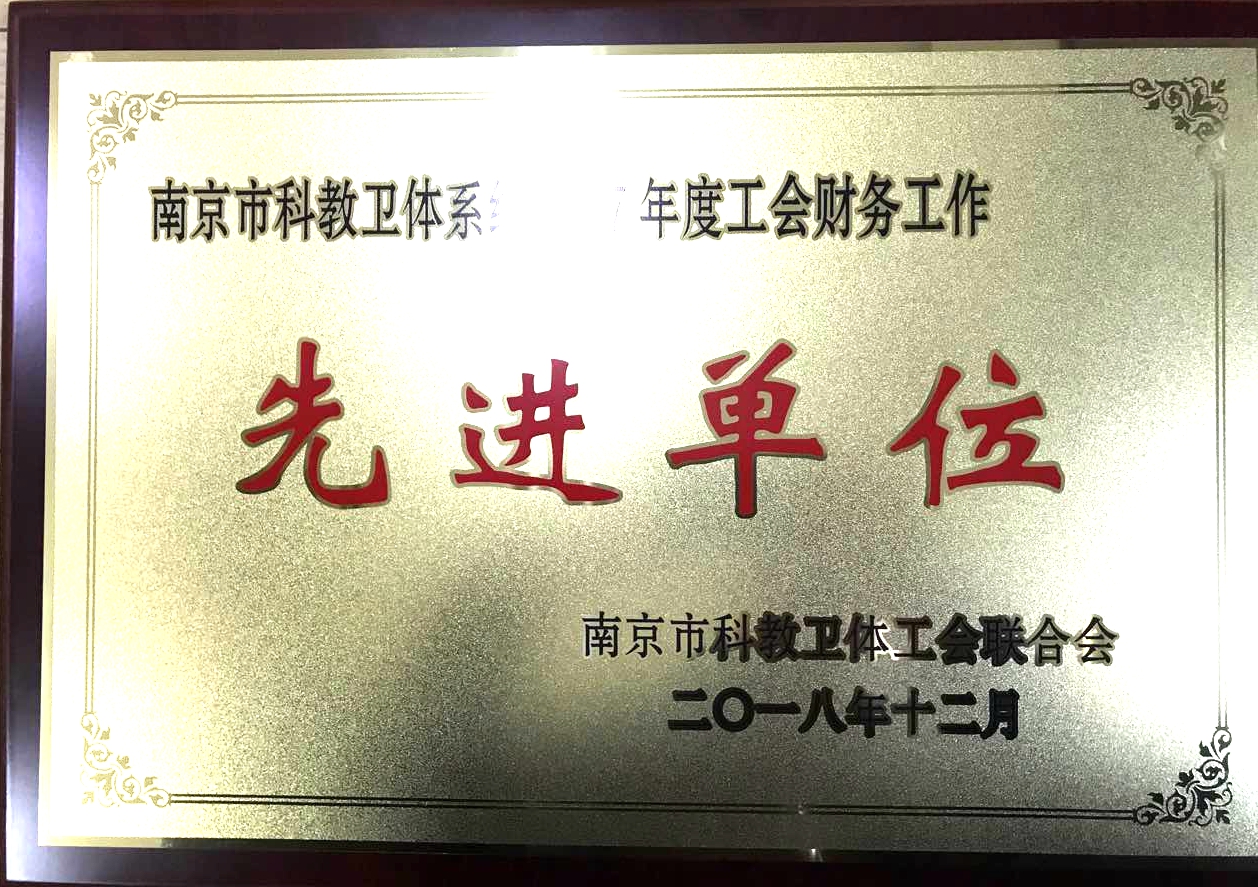 南京市科教卫体系 7 年度工会财务工作
先进单位
南京市科教卫体工会联合会
二〇一八年十二月